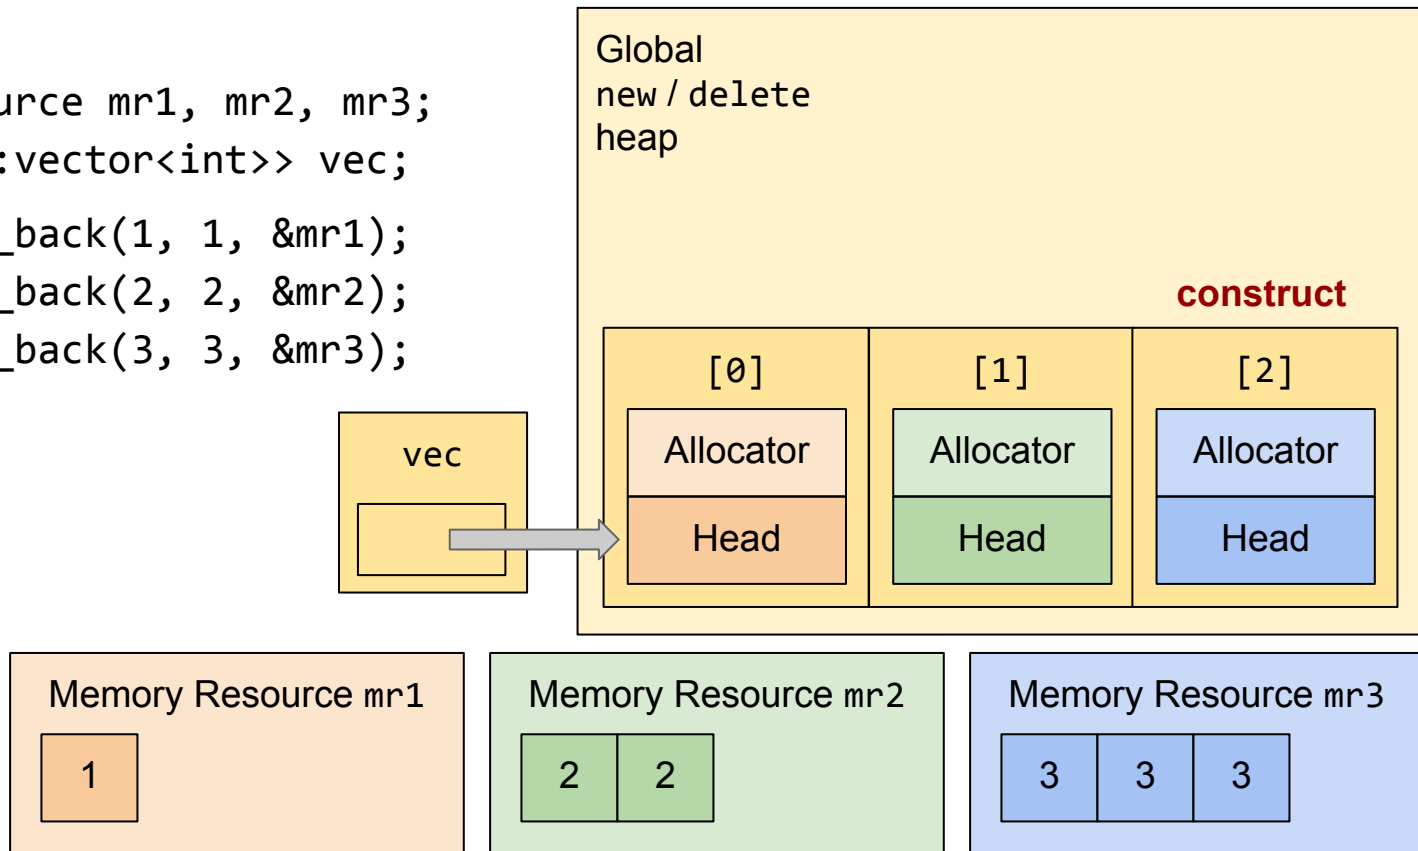 urce mr1, mr2, mr3;
:vector<int>> vec;
_back(1, 1, &mr1);
_back(2, 2, &mr2);
_back(3, 3, &mr3);
Global
new / delete
heap
construct
[0] [1] [2]
vec
Allocator Allocator Allocator
Head Head Head
Memory Resource mr1 Memory Resource mr2 Memory Resource mr3
1 2 2 3 3 3